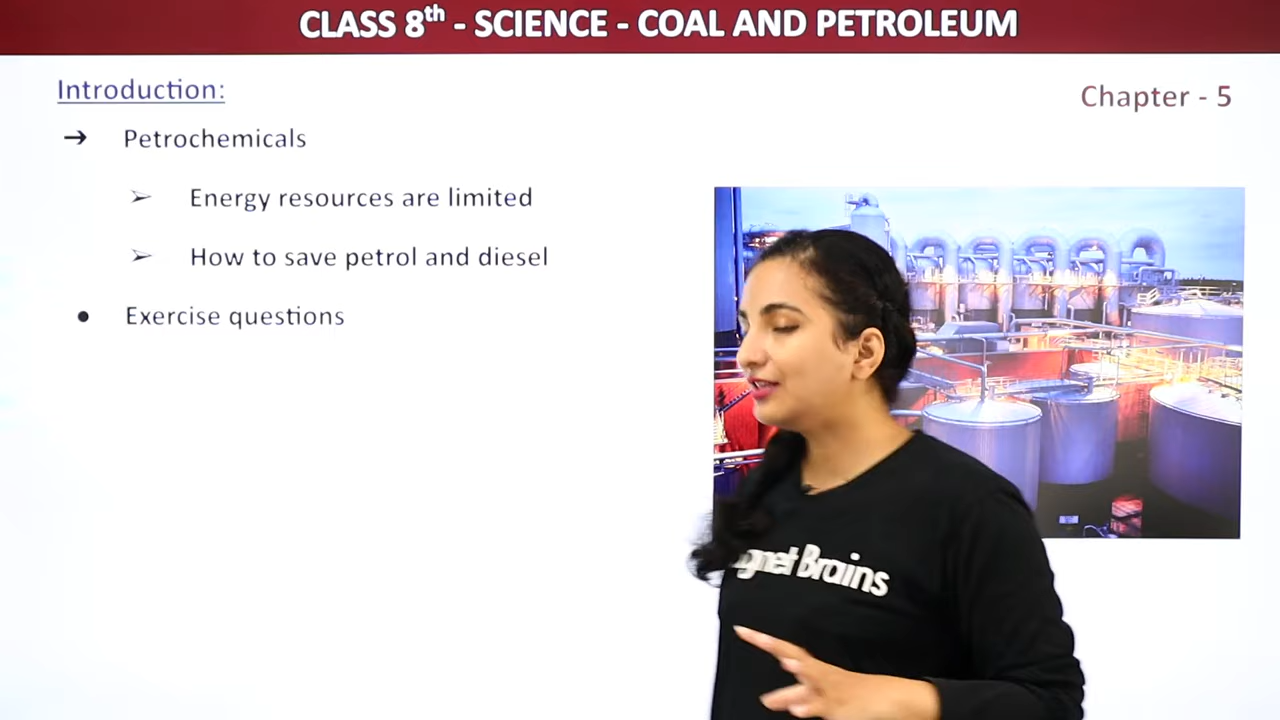 CLASS 8th - SCIENCE - COAL AND PETROLEUM
Introduction:
Chapter - 5
→ Petrochemicals
➢ Energy resources are limited
➢ How to save petrol and diesel
● Exercise questions
Brains